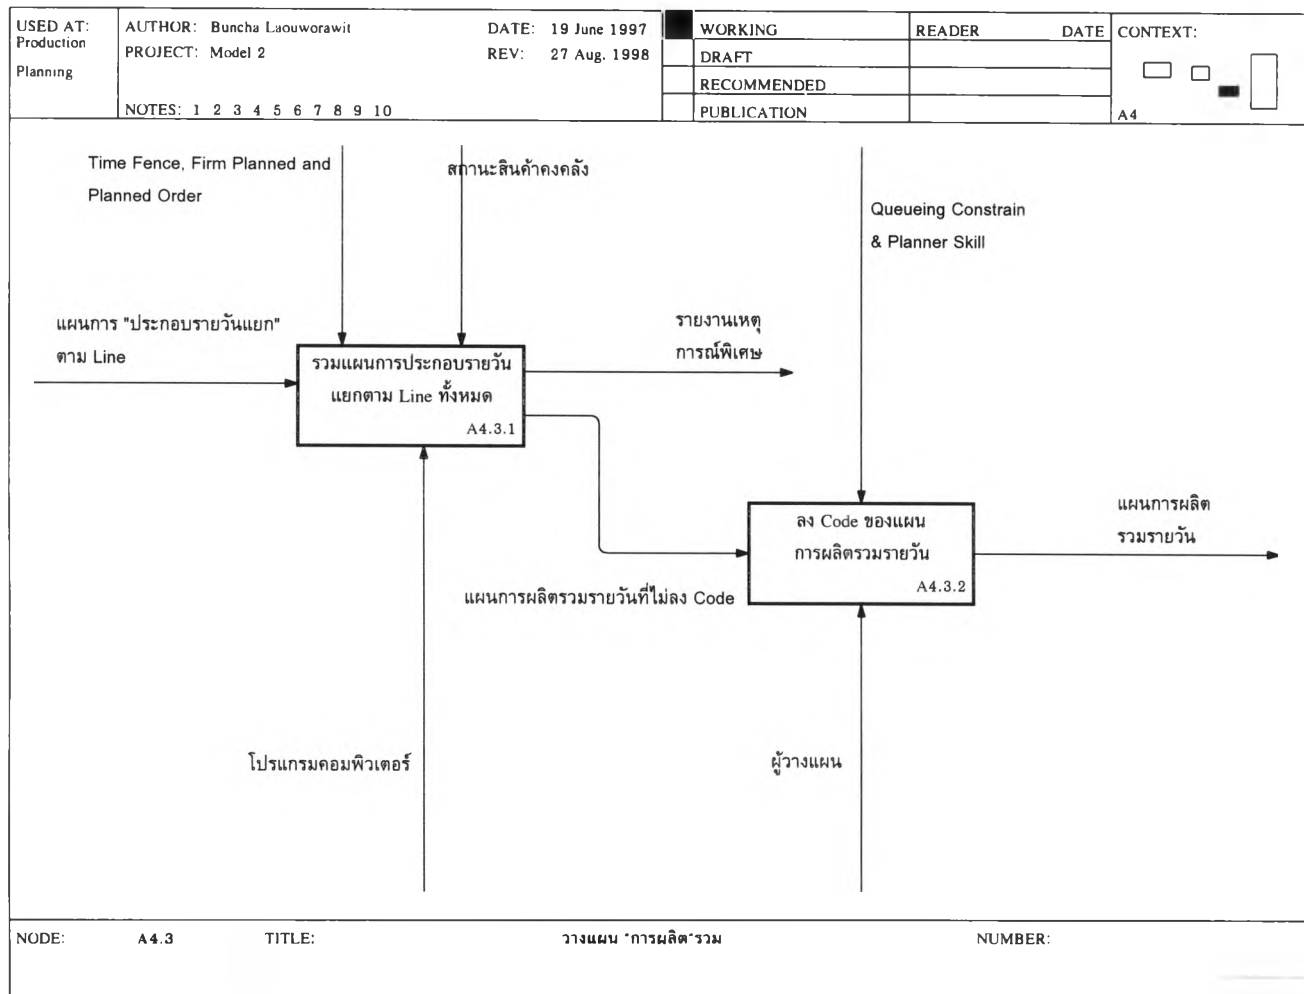 USED AT:
Production
Planning
AUTHOR: Buncha Laouworawit
PROJECT: Model 2
DATE: 19 June 1997
REV: 27 Aug. 1998
NOTES: 1 2 3 4 5 6 7 8 9 10
WORKING
DRAFT
RECOMMENDED
PUBLICATION
READER DATE
CONTEXT:
A4
Time Fence, Firm Planned and
Planned Order
สถานะสินค้าคงคลัง
Queueing Constrain
& Planner Skill
แผนการ "ประกอบรายวันแยก"
ตาม Line
รวมแผนการประกอบรายวัน
แยกตาม Line ทั้งหมด
A4.3.1
รายงานเหตุ
การณ์พิเศษ
ลง Code ของแผน
การผลิตรวมรายวัน
A4.3.2
แผนการผลิต
รวมรายวัน
แผนการผลิตรวมรายวันที่ไม่ลง Code
โปรแกรมคอมพิวเตอร์
ผู้วางแผน
NODE: A4.3
TITLE: วางแผน "การผลิต"รวม
NUMBER: